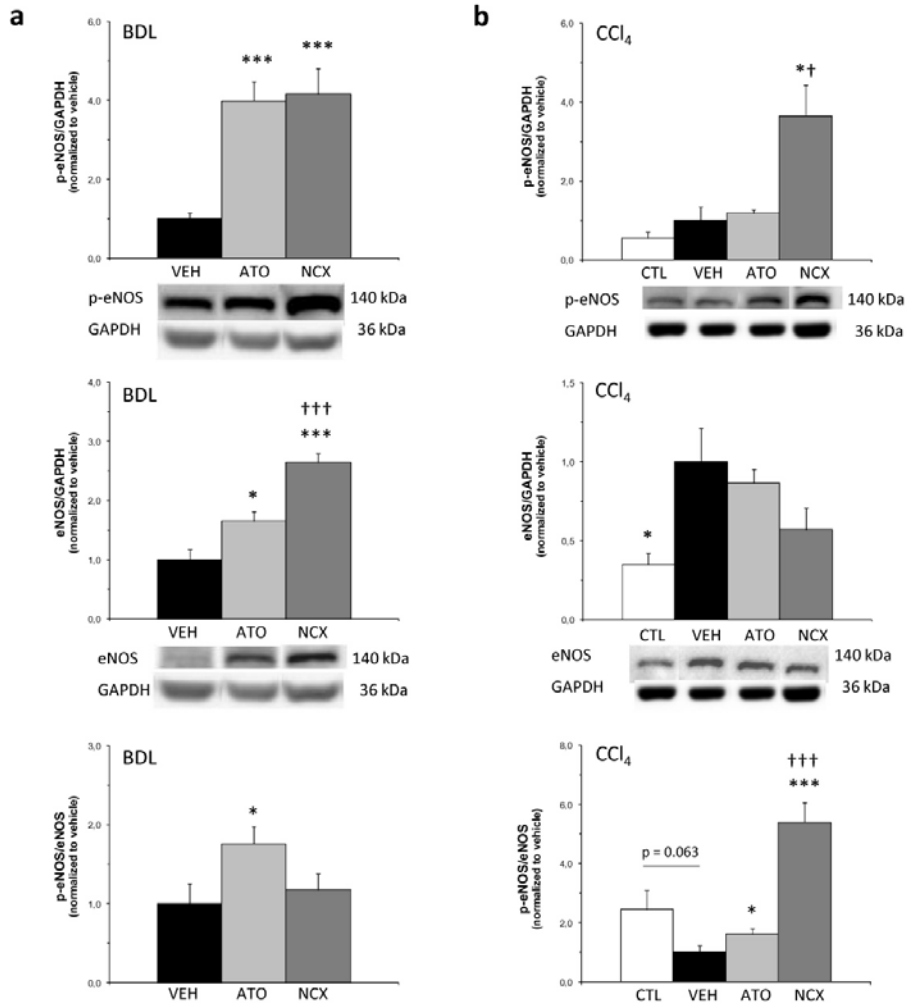 a
BDL
p-eNOS/GAPDH
(normalized to vehicle)
6,0
4,0
2,0
0,0
***
***
VEH ATO NCX
p-eNOS 140 kDa
GAPDH 36 kDa
BDL
eNOS/GAPDH
(normalized to vehicle)
4,0
3,0
2,0
1,0
0,0
*
†††
***
VEH ATO NCX
eNOS 140 kDa
GAPDH 36 kDa
BDL
p-eNOS/eNOS
(normalized to vehicle)
3,0
2,0
1,0
0,0
*
VEH ATO NCX
b
CCl₄
p-eNOS/GAPDH
(normalized to vehicle)
6,0
4,0
2,0
0,0
*†
CTL VEH ATO NCX
p-eNOS 140 kDa
GAPDH 36 kDa
CCl₄
eNOS/GAPDH
(normalized to vehicle)
1,5
1,0
0,5
0,0
*
CTL VEH ATO NCX
eNOS 140 kDa
GAPDH 36 kDa
CCl₄
p-eNOS/eNOS
(normalized to vehicle)
8,0
6,0
4,0
2,0
0,0
p = 0.063
*
†††
***
CTL VEH ATO NCX